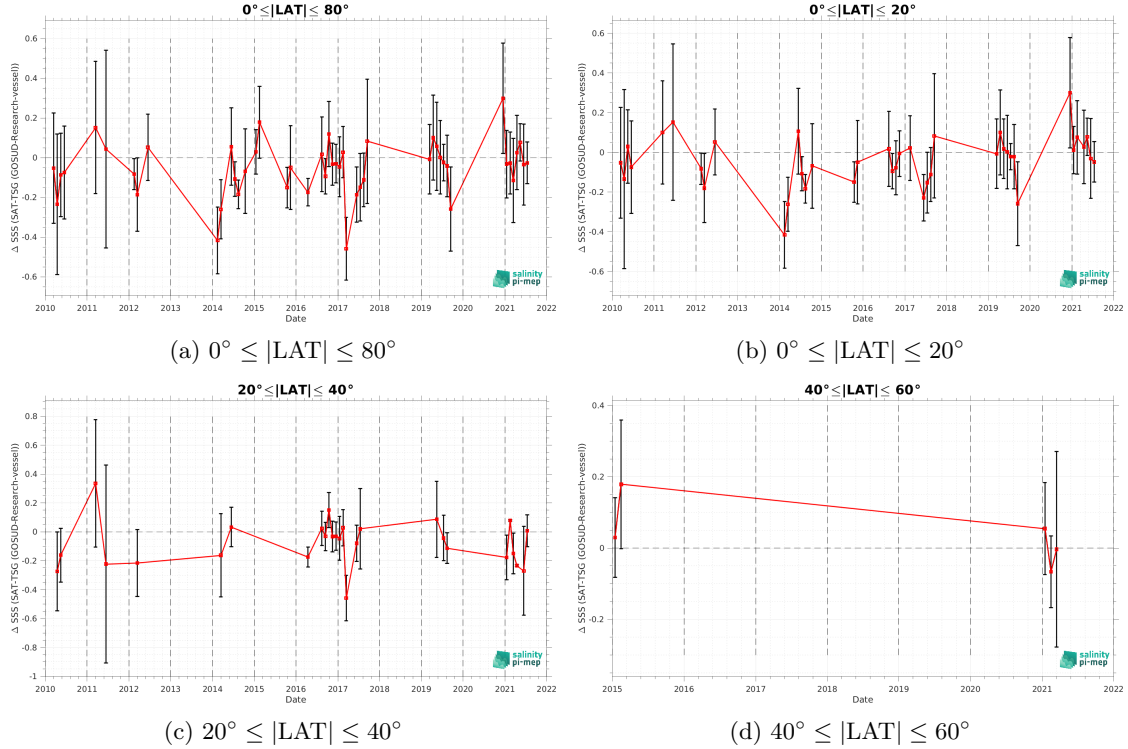 0°≤|LAT|≤ 80°
Δ SSS (SAT-TSG (GOSUD-Research-vessel))
0.6
0.4
0.2
0
-0.2
-0.4
-0.6
2010 2011 2012 2013 2014 2015 2016 2017 2018 2019 2020 2021 2022
Date
salinity
pi-mep
(a) 0° ≤ |LAT| ≤ 80°
0°≤|LAT|≤ 20°
Δ SSS (SAT-TSG (GOSUD-Research-vessel))
0.6
0.4
0.2
0
-0.2
-0.4
-0.6
2010 2011 2012 2013 2014 2015 2016 2017 2018 2019 2020 2021 2022
Date
salinity
pi-mep
(b) 0° ≤ |LAT| ≤ 20°
20°≤|LAT|≤ 40°
Δ SSS (SAT-TSG (GOSUD-Research-vessel))
0.8
0.6
0.4
0.2
0
-0.2
-0.4
-0.6
-0.8
-1
2010 2011 2012 2013 2014 2015 2016 2017 2018 2019 2020 2021 2022
Date
salinity
pi-mep
(c) 20° ≤ |LAT| ≤ 40°
40°≤|LAT|≤ 60°
Δ SSS (SAT-TSG (GOSUD-Research-vessel))
0.4
0.2
0
-0.2
2015 2016 2017 2018 2019 2020 2021 2022
Date
salinity
pi-mep
(d) 40° ≤ |LAT| ≤ 60°